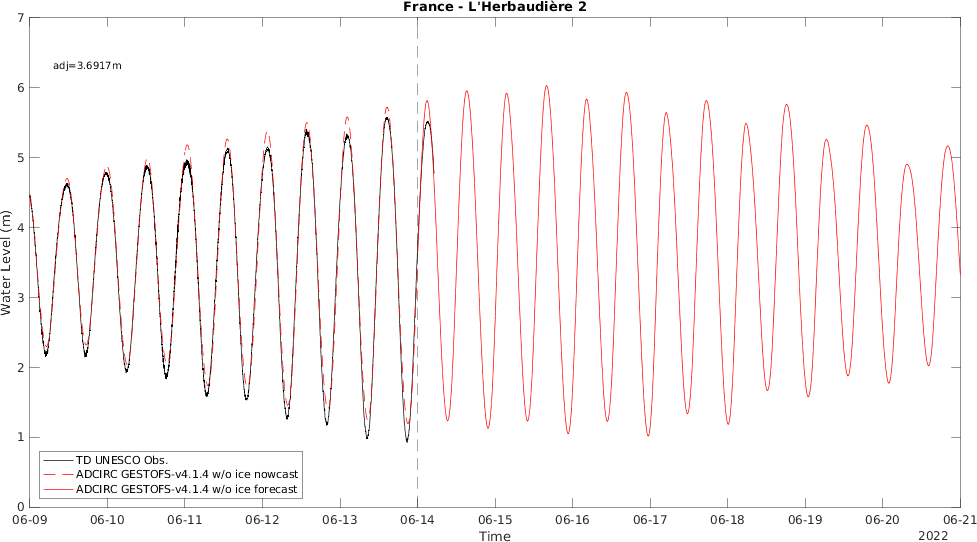 France - L'Herbaudière 2
adj=3.6917m
7
6
5
4
3
2
1
0
Water Level (m)
TD UNESCO Obs.
ADCIRC GESTOFS-v4.1.4 w/o ice nowcast
ADCIRC GESTOFS-v4.1.4 w/o ice forecast
06-09 06-10 06-11 06-12 06-13 06-14 06-15 06-16 06-17 06-18 06-19 06-20 06-21
Time
2022